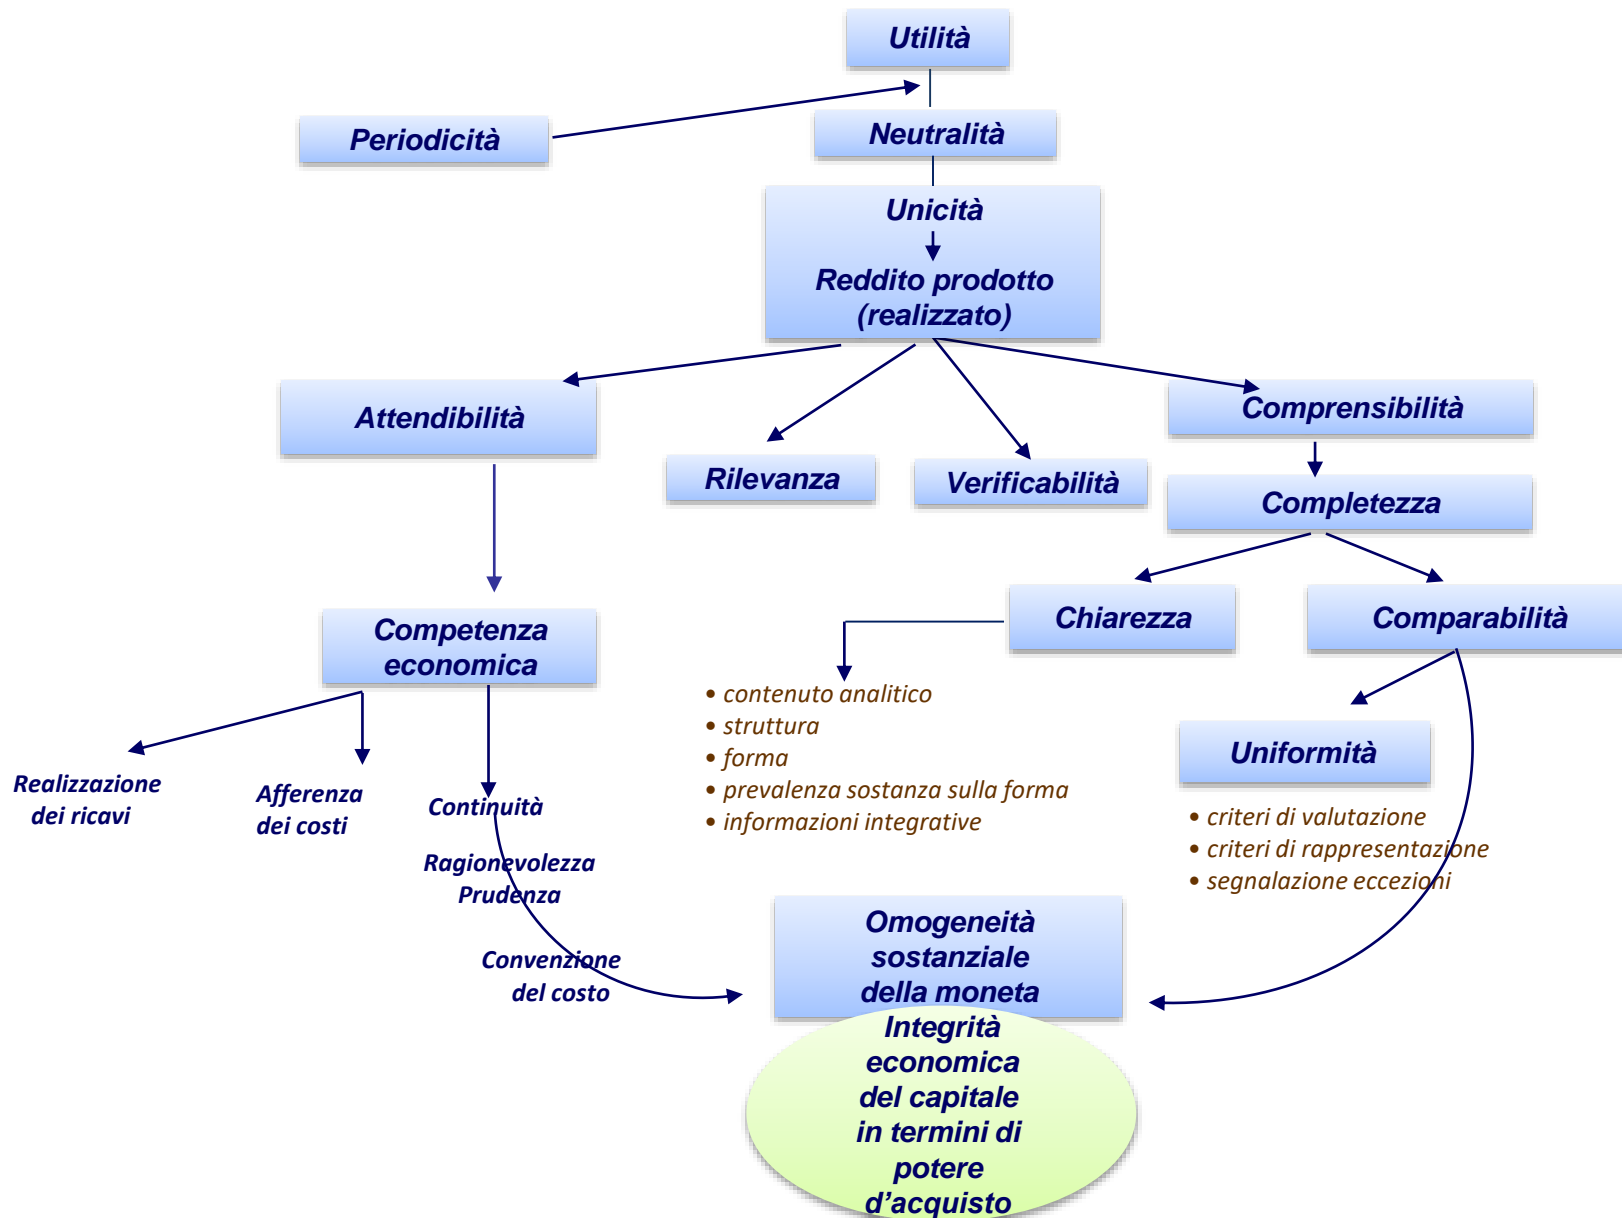 Utilità
Periodicità
Neutralità
Unicità
Reddito prodotto
(realizzato)
Attendibilità
Rilevanza
Verificabilità
Comprensibilità
Completezza
Competenza
economica
Chiarezza
Comparabilità
Realizzazione
dei ricavi
Afferenza
dei costi
Continuità
Ragionevolezza
Prudenza
Convenzione
del costo
• contenuto analitico
• struttura
• forma
• prevalenza sostanza sulla forma
• informazioni integrative
Uniformità
• criteri di valutazione
• criteri di rappresentazione
• segnalazione eccezioni
Omogeneità
sostanziale
della moneta
Integrità
economica
del capitale
in termini di
potere
d’acquisto